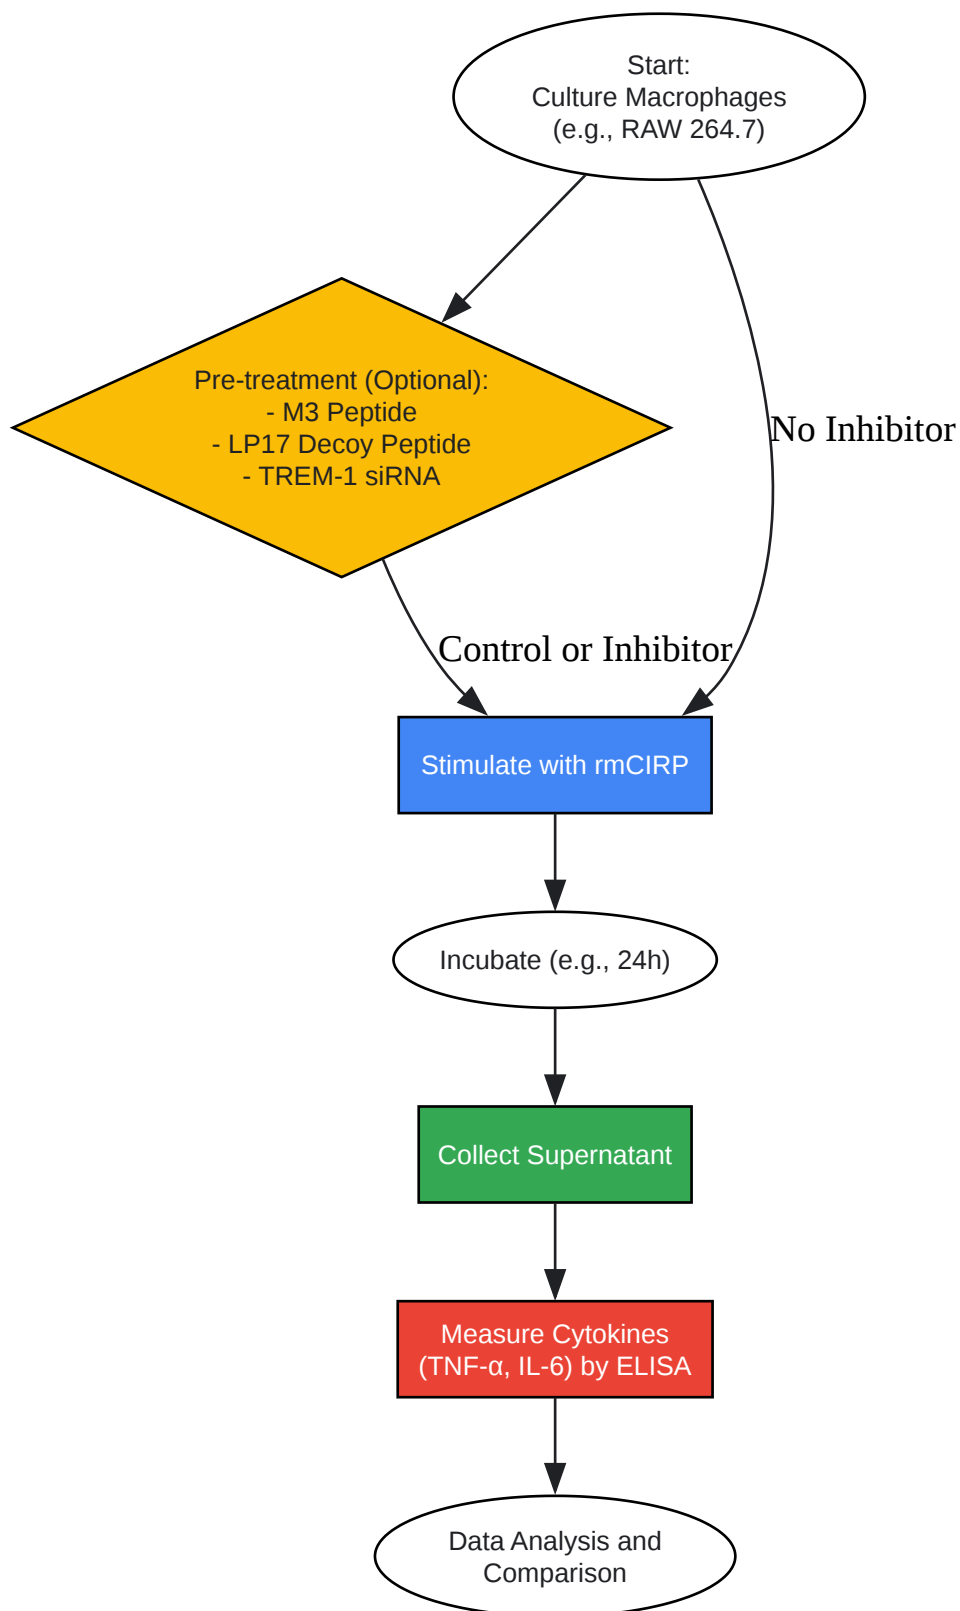 Start:
Culture Macrophages
(e.g., RAW 264.7)
Pre-treatment (Optional):
- M3 Peptide
- LP17 Decoy Peptide
- TREM-1 siRNA
No Inhibitor
Control or Inhibitor
Stimulate with rmCIRP
Incubate (e.g., 24h)
Collect Supernatant
Measure Cytokines
(TNF-α, IL-6) by ELISA
Data Analysis and
Comparison